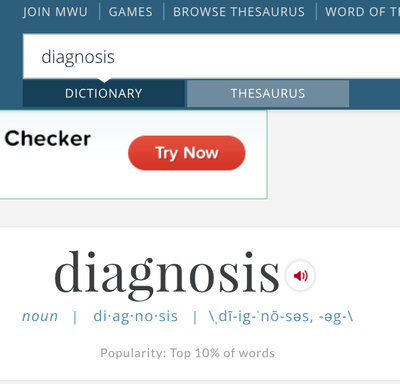 JOIN MWU | GAMES | BROWSE THESAURUS | WORD OF
diagnosis
DICTIONARY THESAURUS
Checker
Try Now
diagnosis
noun | di·ag·no·sis | \ˌdī-ig-ˈnō-səs, -əg-\
Popularity: Top 10% of words